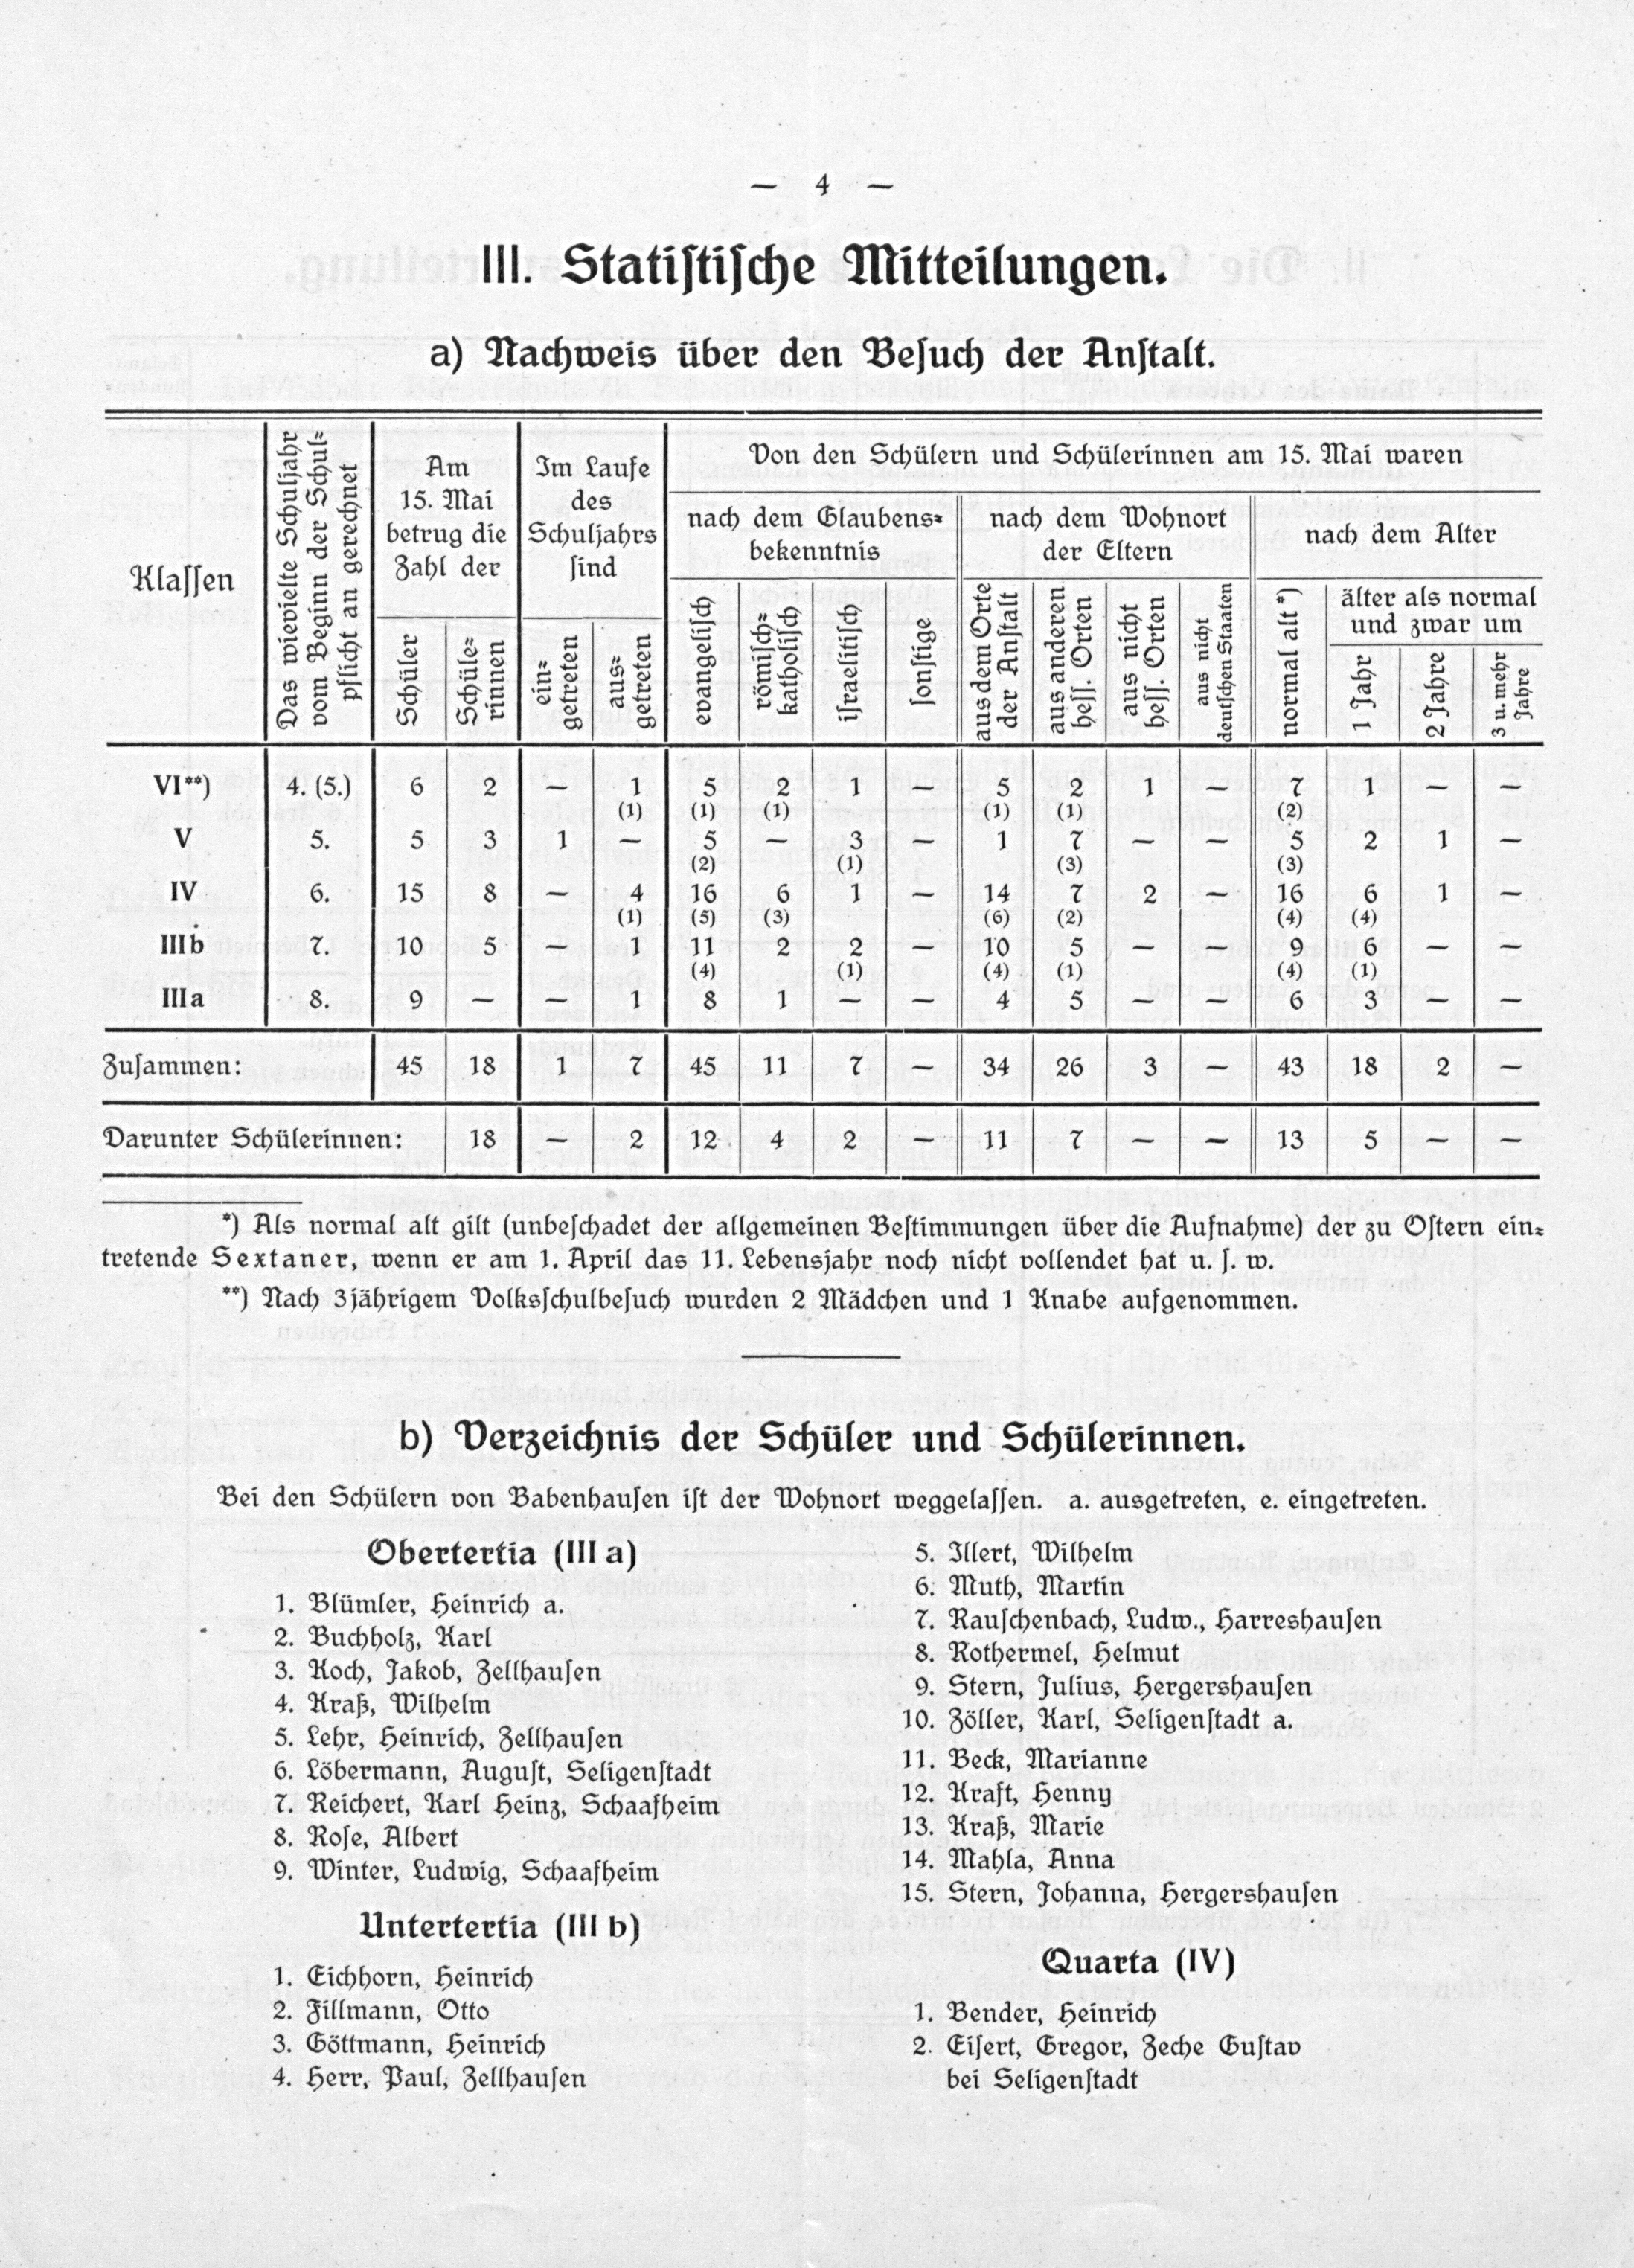 — 4 —
III. Statistische Mitteilungen.
a) Nachweis über den Besuch der Anstalt.
Klassen
Das wievielte Schuljahr
vom Beginn der Schul-
pflicht an gerechnet
Am
15. Mai
betrug die
Zahl der
Schüler
Schüle-
rinnen
Im Laufe
des
Schuljahrs
sind
ein-
getreten
aus-
getreten
Von den Schülern und Schülerinnen am 15. Mai waren
nach dem Glaubens-
bekenntnis
evangelisch
römisch-
katholisch
israelitisch
sonstige
nach dem Wohnort
der Eltern
aus dem Orte
der Anstalt
aus anderen
hess. Orten
aus nicht
hess. Orten
aus nicht
deutschen Staaten
nach dem Alter
normal alt *)
älter als normal
und zwar um
1 Jahr
2 Jahre
3 u. mehr
Jahre
VI**) 4. (5.) 6 2 — 1 5 2 1 — 5 2 1 — 7 1 — —
(1) (1) (1) (1) (1) (2)
V 5. 5 3 1 — 5 — 3 — 1 7 — — 5 2 1 —
(2) (1) (3) (3)
IV 6. 15 8 — 4 16 6 1 — 14 7 2 — 16 6 1 —
(1) (5) (3) (6) (2) (4) (4)
IIIb 7. 10 5 — 1 11 2 2 — 10 5 — — 9 6 — —
(4) (1) (4) (1) (4) (1)
IIIa 8. 9 — — 1 8 1 — — 4 5 — — 6 3 — —
Zusammen: 45 18 1 7 45 11 7 — 34 26 3 — 43 18 2 —
Darunter Schülerinnen: 18 — 2 12 4 2 — 11 7 — — 13 5 — —
*) Als normal alt gilt (unbeschadet der allgemeinen Bestimmungen über die Aufnahme) der zu Ostern ein-
tretende Sextaner, wenn er am 1. April das 11. Lebensjahr noch nicht vollendet hat u. s. w.
**) Nach 3jährigem Volksschulbesuch wurden 2 Mädchen und 1 Knabe aufgenommen.
b) Verzeichnis der Schüler und Schülerinnen.
Bei den Schülern von Babenhausen ist der Wohnort weggelassen. a. ausgetreten, e. eingetreten.
Obertertia (III a)
1. Blümler, Heinrich a.
2. Buchholz, Karl
3. Koch, Jakob, Zellhausen
4. Kraß, Wilhelm
5. Lehr, Heinrich, Zellhausen
6. Löbermann, August, Seligenstadt
7. Reichert, Karl Heinz, Schaafheim
8. Rose, Albert
9. Winter, Ludwig, Schaafheim
Untertertia (III b)
1. Eichhorn, Heinrich
2. Fillmann, Otto
3. Göttmann, Heinrich
4. Herr, Paul, Zellhausen
5. Illert, Wilhelm
6. Muth, Martin
7. Rauschenbach, Ludw., Harreshausen
8. Rothermel, Helmut
9. Stern, Julius, Hergershausen
10. Zöller, Karl, Seligenstadt a.
11. Beck, Marianne
12. Kraft, Henny
13. Kraß, Marie
14. Mahla, Anna
15. Stern, Johanna, Hergershausen
Quarta (IV)
1. Bender, Heinrich
2. Eisert, Gregor, Zeche Gustav
bei Seligenstadt